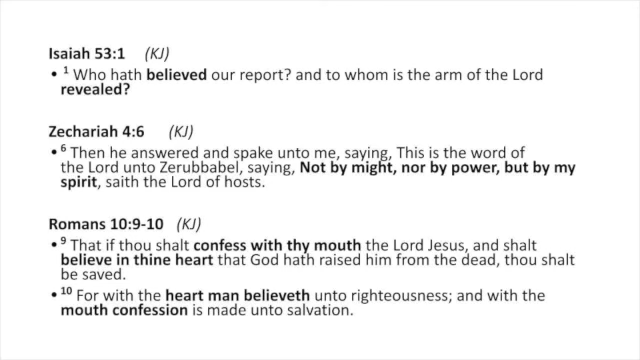 Isaiah 53:1 (KJ)
• 1 Who hath believed our report? and to whom is the arm of the Lord
revealed?
Zechariah 4:6 (KJ)
• 6 Then he answered and spake unto me, saying, This is the word of
the Lord unto Zerubbabel, saying, Not by might, nor by power, but by my
spirit, saith the Lord of hosts.
Romans 10:9-10 (KJ)
• 9 That if thou shalt confess with thy mouth the Lord Jesus, and shalt
believe in thine heart that God hath raised him from the dead, thou shalt
be saved.
• 10 For with the heart man believeth unto righteousness; and with the
mouth confession is made unto salvation.